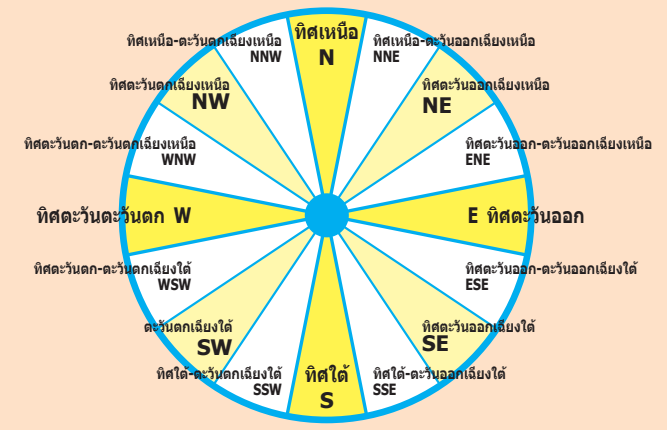 ทิศเหนือ
N
ทิศเหนือ-ตะวันตกเฉียงเหนือ
NNW
ทิศเหนือ-ตะวันออกเฉียงเหนือ
NNE
ทิศตะวันตกเฉียงเหนือ
NW
ทิศตะวันออกเฉียงเหนือ
NE
ทิศตะวันตก-ตะวันตกเฉียงเหนือ
WNW
ทิศตะวันออก-ตะวันออกเฉียงเหนือ
ENE
ทิศตะวันตะวันตก W
E ทิศตะวันออก
ทิศตะวันตก-ตะวันตกเฉียงใต้
WSW
ทิศตะวันออก-ตะวันออกเฉียงใต้
ESE
ตะวันตกเฉียงใต้
SW
ทิศตะวันออกเฉียงใต้
SE
ทิศใต้-ตะวันตกเฉียงใต้
SSW
ทิศใต้
S
ทิศใต้-ตะวันออกเฉียงใต้
SSE